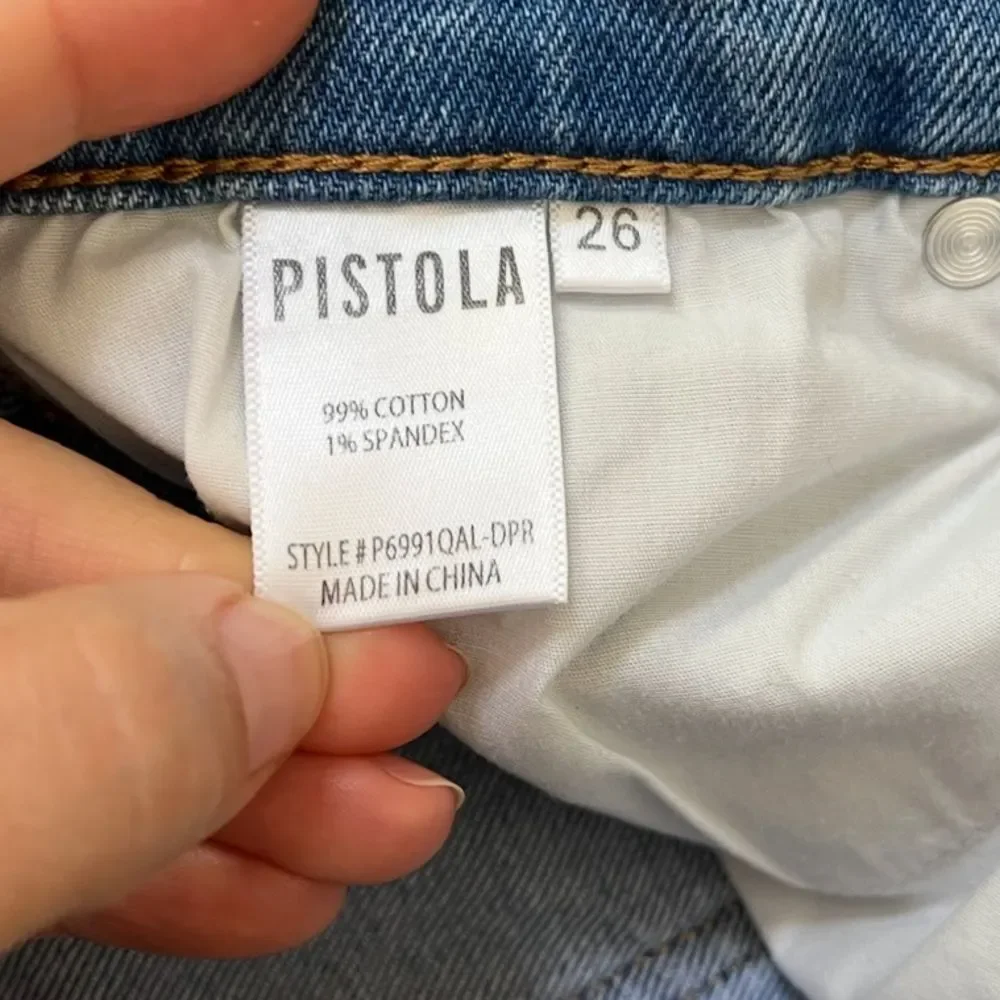 PISTOLA
26
99% COTTON
1% SPANDEX
STYLE # P6991QAL-DPR
MADE IN CHINA